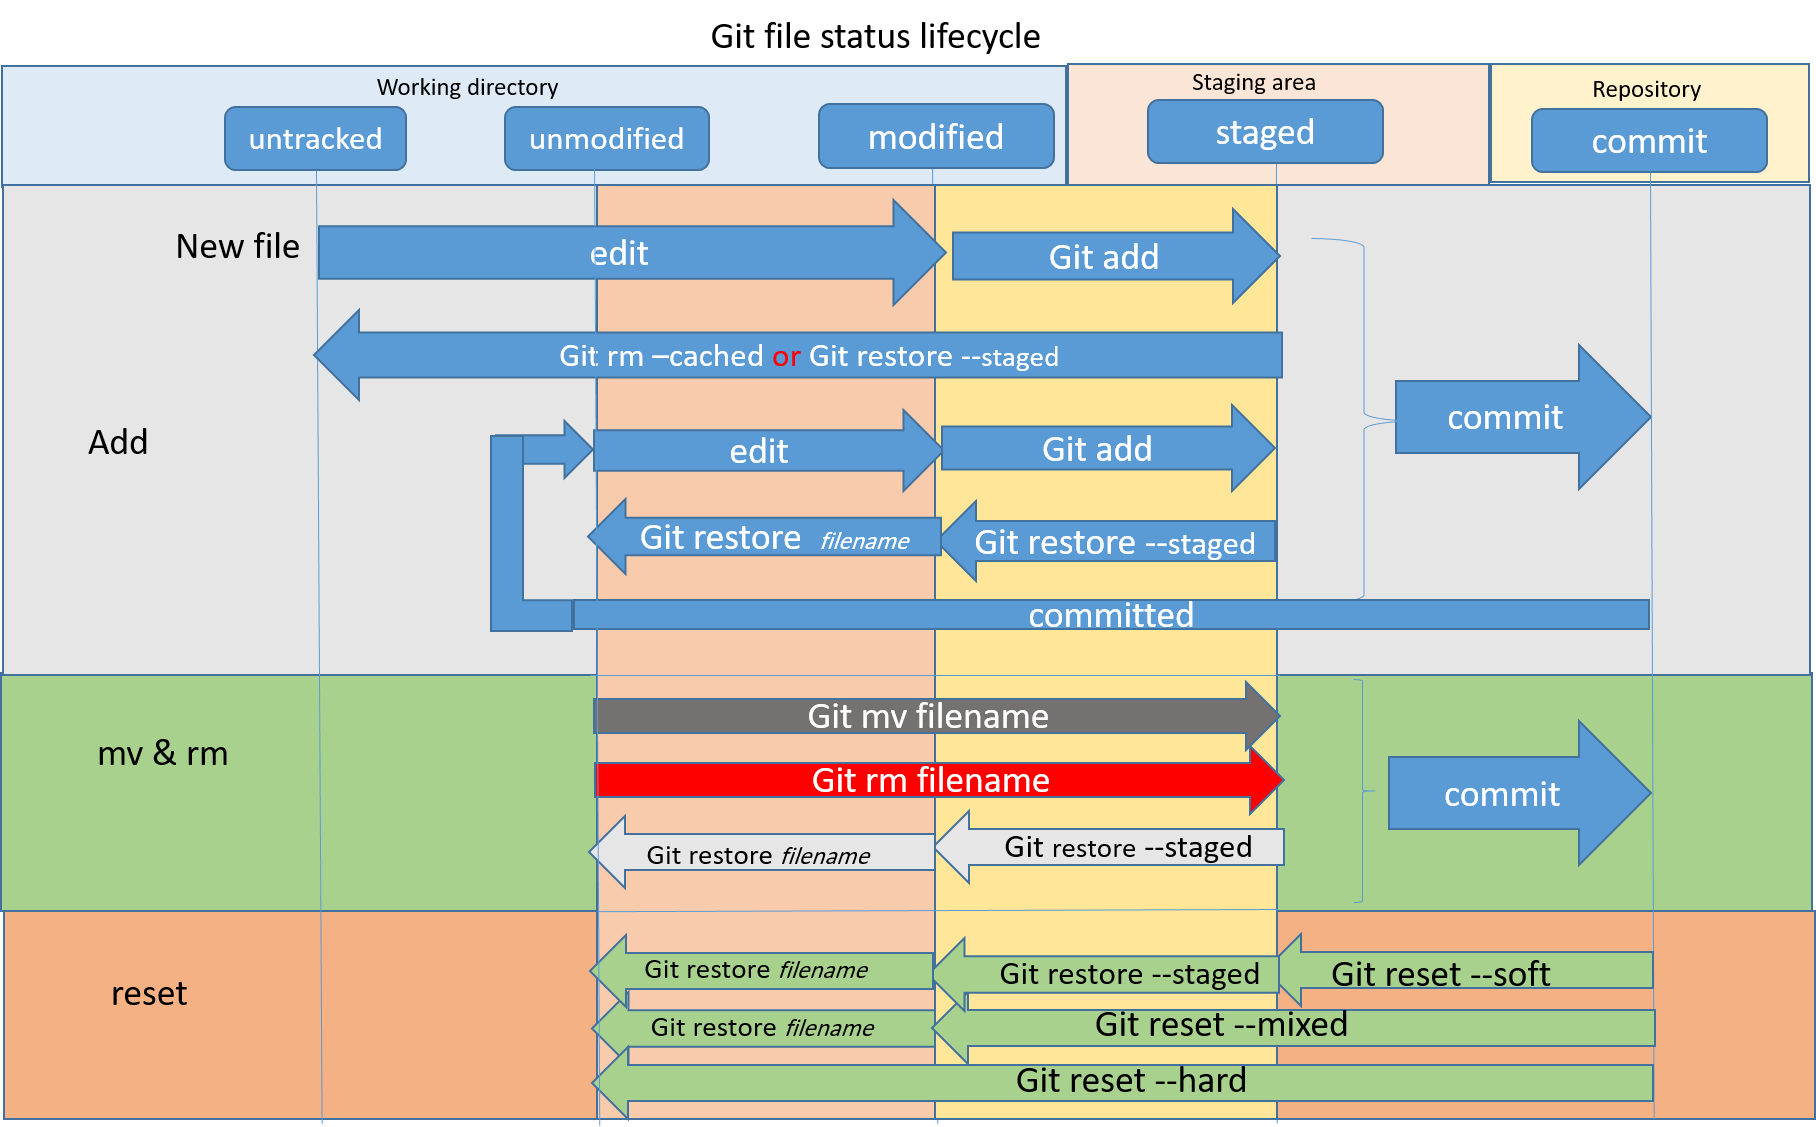 Git file status lifecycle
Working directory
Staging area
Repository
untracked
unmodified
modified
staged
commit
New file
edit
Git add
Git rm –cached or Git restore --staged
commit
Add
edit
Git add
Git restore filename
Git restore --staged
committed
Git mv filename
mv & rm
Git rm filename
commit
Git restore filename
Git restore --staged
reset
Git restore filename
Git restore --staged
Git reset --soft
Git restore filename
Git reset --mixed
Git reset --hard